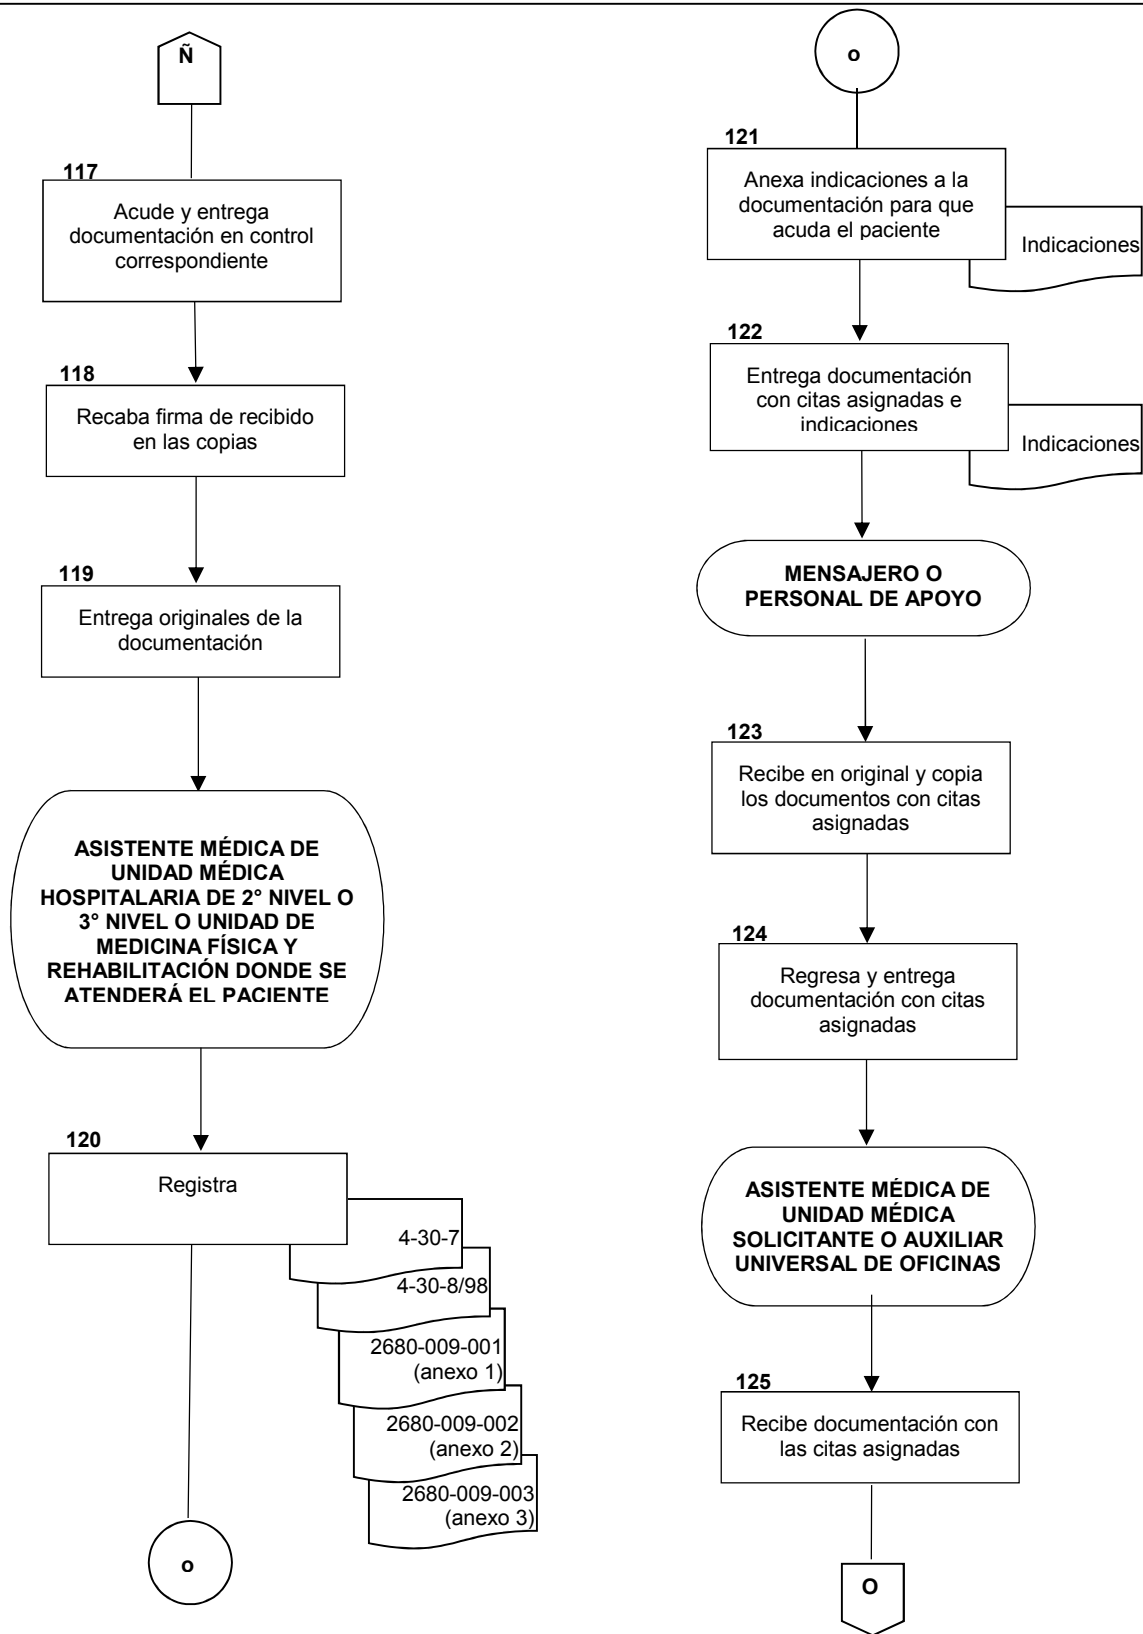 Ñ
117
Acude y entrega
documentación en control
correspondiente
118
Recaba firma de recibido
en las copias
119
Entrega originales de la
documentación
ASISTENTE MÉDICA DE
UNIDAD MÉDICA
HOSPITALARIA DE 2° NIVEL O
3° NIVEL O UNIDAD DE
MEDICINA FÍSICA Y
REHABILITACIÓN DONDE SE
ATENDERÁ EL PACIENTE
120
Registra
4-30-7
4-30-8/98
2680-009-001
(anexo 1)
2680-009-002
(anexo 2)
2680-009-003
(anexo 3)
o
o
121
Anexa indicaciones a la
documentación para que
acuda el paciente
Indicaciones
122
Entrega documentación
con citas asignadas e
indicaciones
Indicaciones
MENSAJERO O
PERSONAL DE APOYO
123
Recibe en original y copia
los documentos con citas
asignadas
124
Regresa y entrega
documentación con citas
asignadas
ASISTENTE MÉDICA DE
UNIDAD MÉDICA
SOLICITANTE O AUXILIAR
UNIVERSAL DE OFICINAS
125
Recibe documentación con
las citas asignadas
O